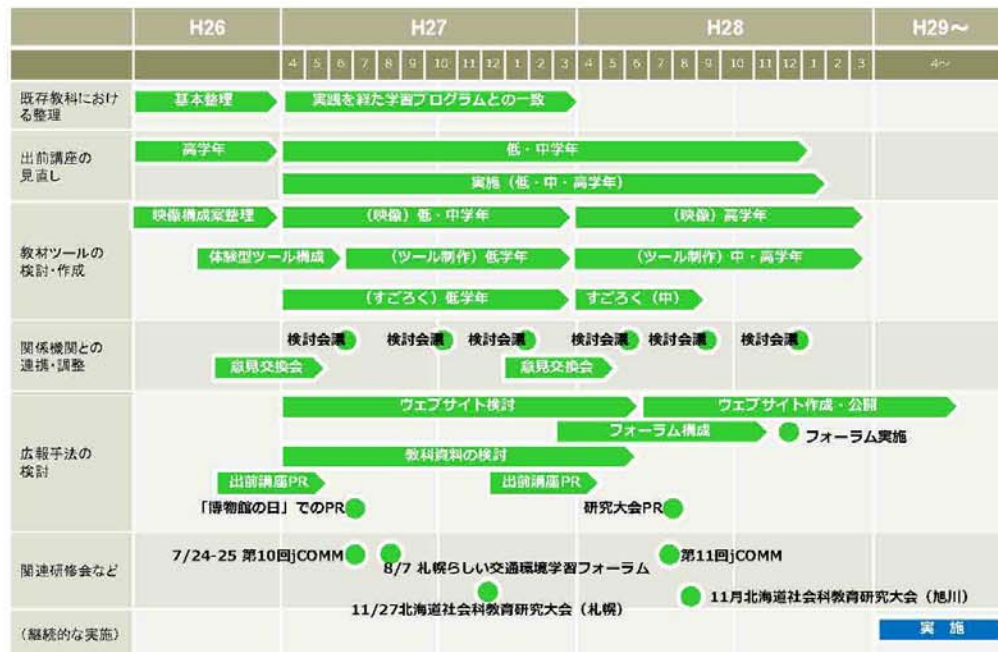 H26 H27 H28 H29～
4 5 6 7 8 9 10 11 12 1 2 3 4 5 6 7 8 9 10 11 12 1 2 3 4～
既存教科におけ
る整理
基本整理
実践を経た学習プログラムとの一致
出前講座の
見直し
高学年
低・中学年
実施（低・中・高学年）
教材ツールの
検討・作成
映像構成案整理
（映像）低・中学年
（映像）高学年
体験型ツール構成
（ツール制作）低学年
（ツール制作）中・高学年
（すごろく）低学年
すごろく（中）
関係機関との
連携・調整
検討会議 検討会議 検討会議 検討会議 検討会議 検討会議
意見交換会
意見交換会
広報手法の
検討
ウェブサイト検討
ウェブサイト作成・公開
フォーラム構成
フォーラム実施
教科資料の検討
出前講座PR
出前講座PR
「博物館の日」でのPR
研究大会PR
関連研修会など
7/24-25 第10回jCOMM
8/7 札幌らしい交通環境学習フォーラム
第11回jCOMM
11/27北海道社会科教育研究大会（札幌）
11月北海道社会科教育研究大会（旭川）
（継続的な実施）
実 施